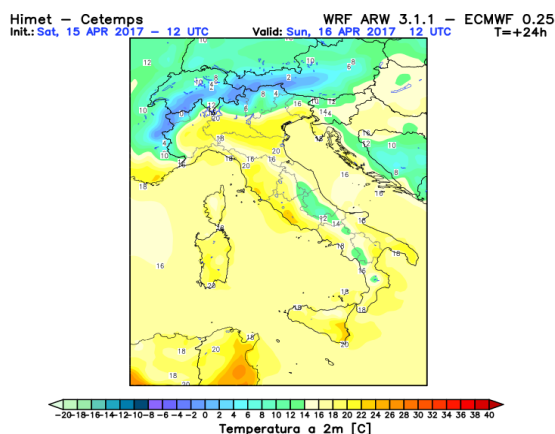 Himet – Cetemps WRF ARW 3.1.1 – ECMWF 0.25
Init.: Sat, 15 APR 2017 – 12 UTC Valid: Sun, 16 APR 2017 12 UTC T=+24h
-20-18-16-14-12-10-8 -6 -4 -2 0 2 4 6 8 10 12 14 16 18 20 22 24 26 28 30 32 34 36 38 40
Temperatura a 2m [C]